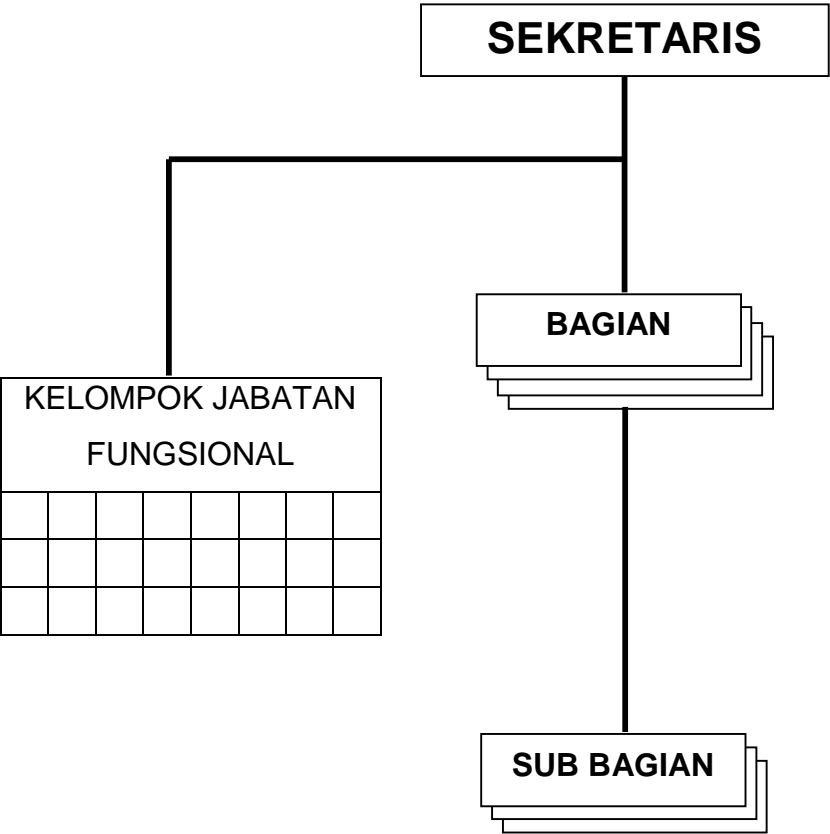 SEKRETARIS
BAGIAN
KELOMPOK JABATAN
FUNGSIONAL
SUB BAGIAN